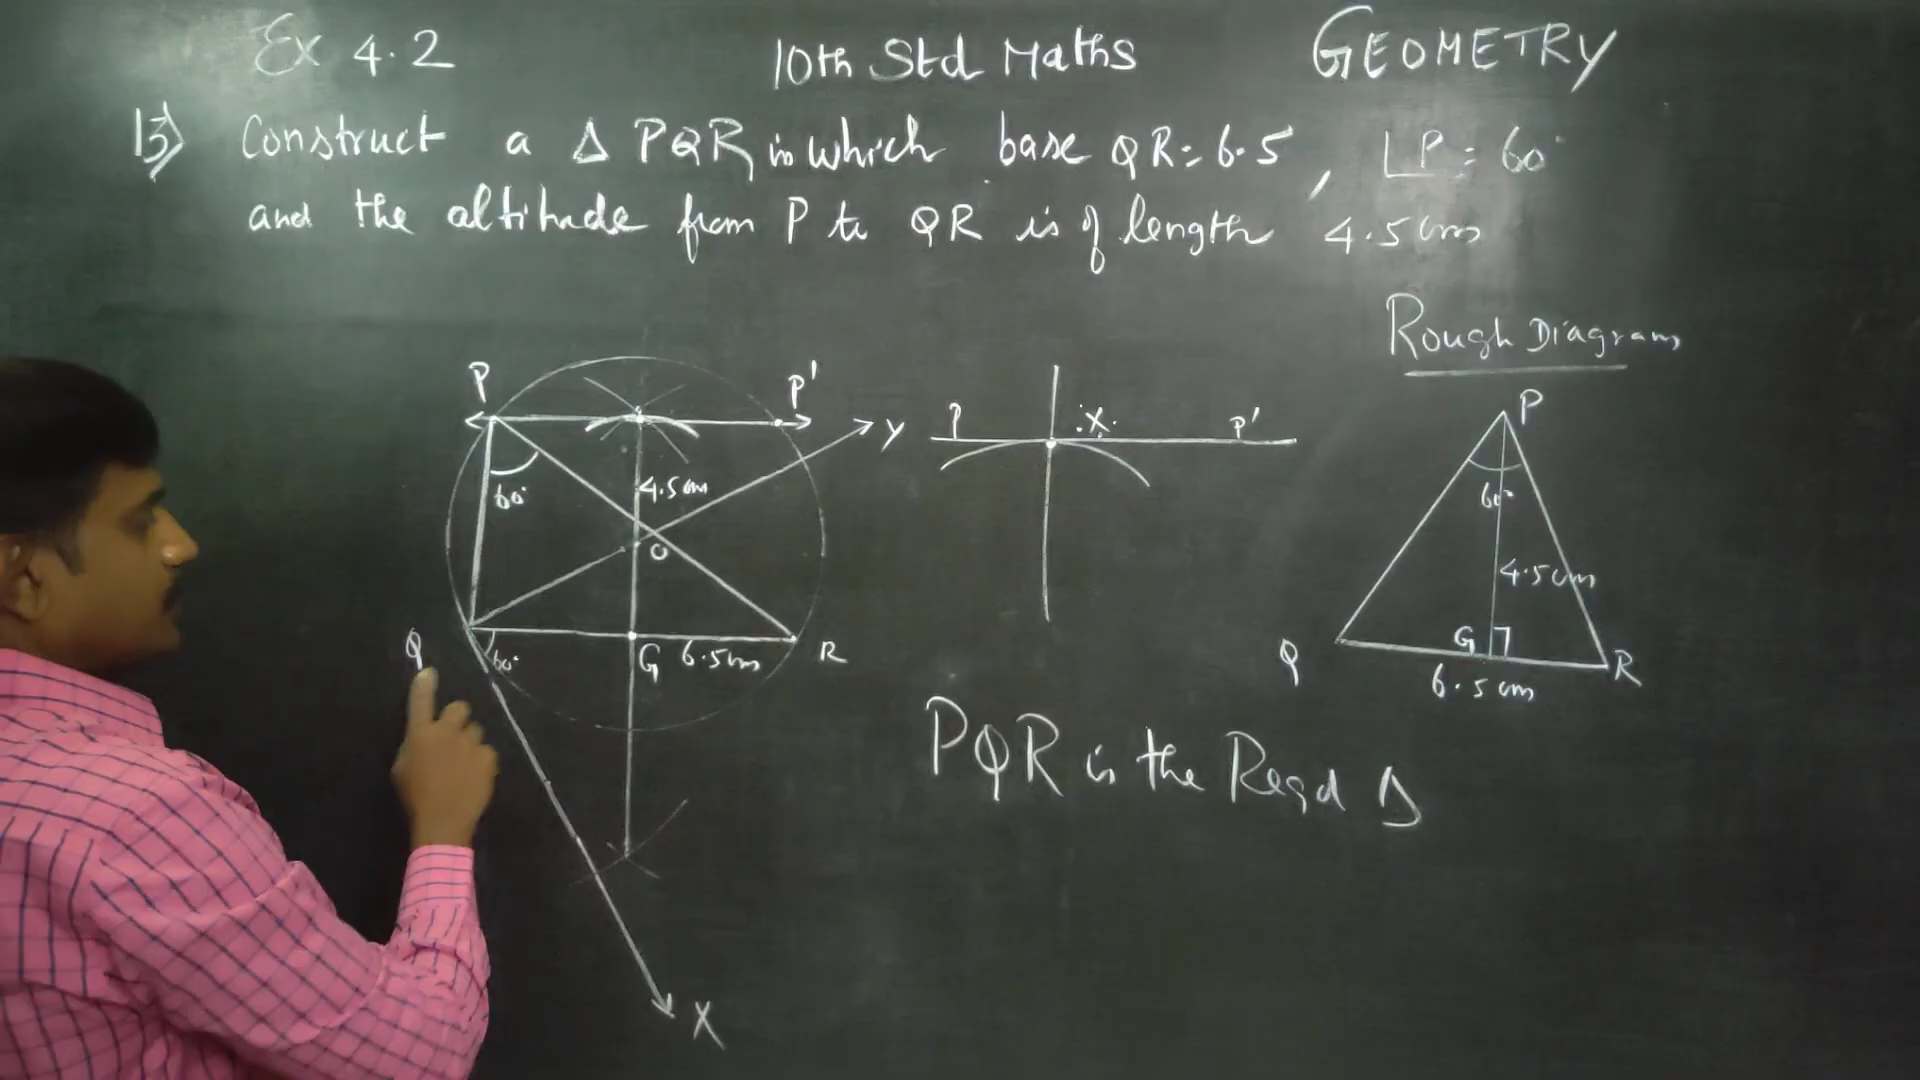 Ex 4.2 10th Std Maths GEOMETRY
13) Construct a Δ PQR in which base QR = 6.5, ∟P = 60°
and the altitude from P to QR is of length 4.5 cm
Rough Diagram
P P'
Y
60°
4.5 cm
O
Q 60° G 6.5 cm R
X
P X P'
P
60°
4.5 cm
Q G R
6.5 cm
PQR is the Reqd Δ